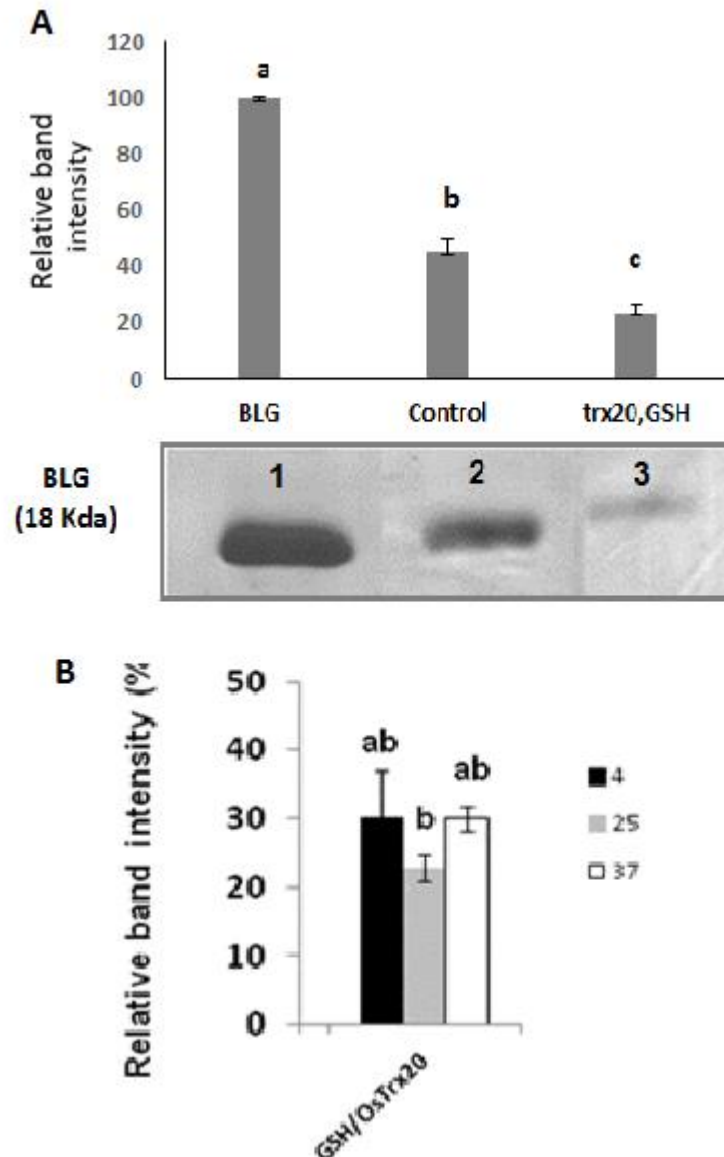 A
120
100
80
60
40
20
0
Relative band
intensity
a
b
c
BLG
Control
trx20,GSH
BLG
(18 Kda)
1
2
3
B
Relative band intensity (%
50
40
30
20
10
0
ab
b
ab
4
25
37
GSH/OsTrx20